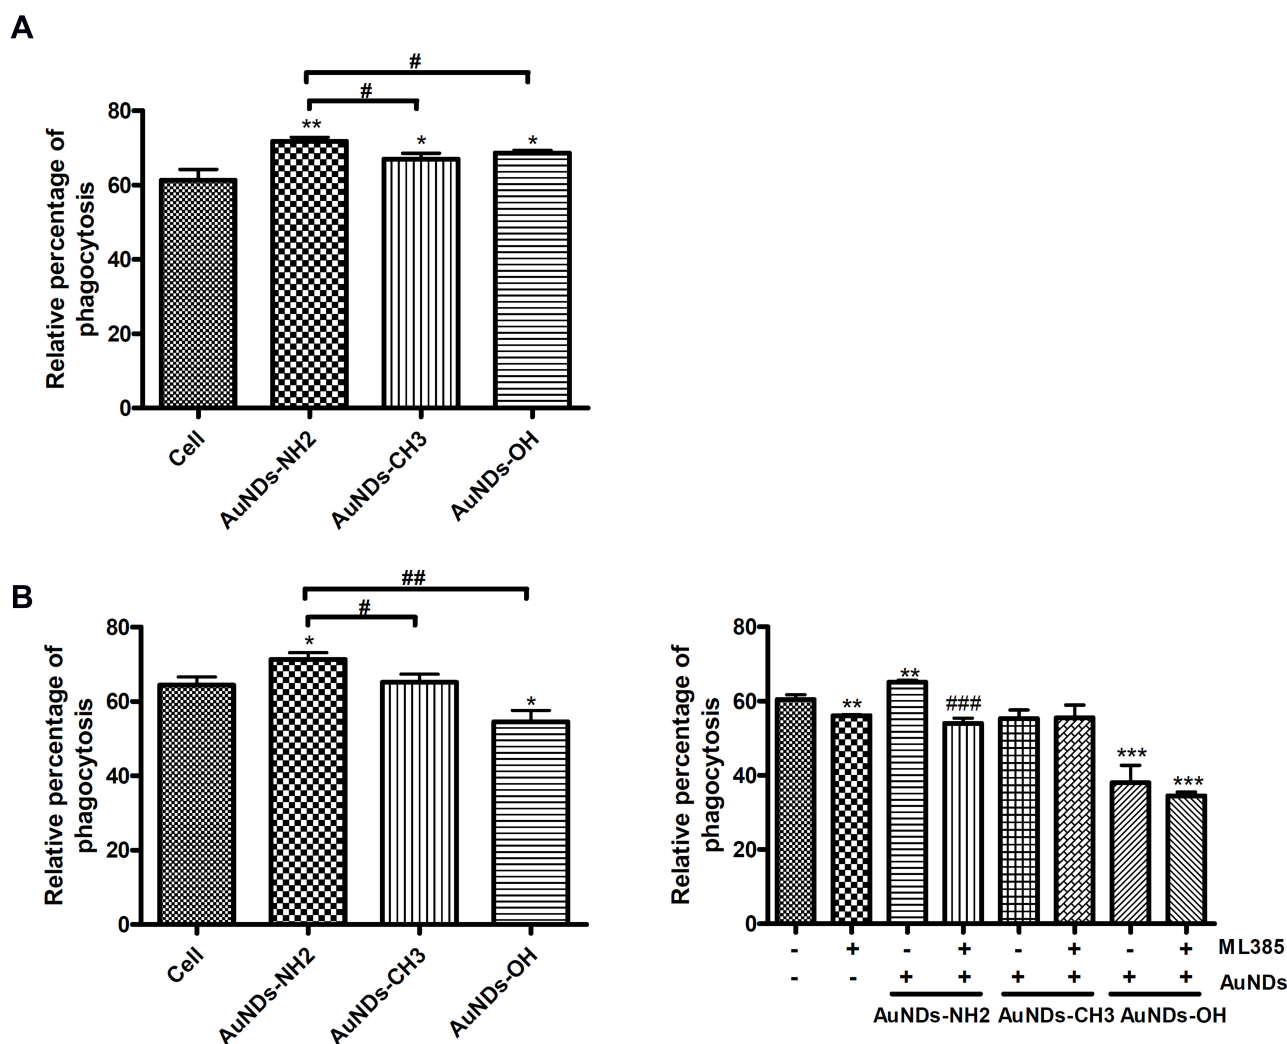 A
#
#
80
60
40
20
0
Relative percentage of
phagocytosis
**
*
*
Cell
AuNDs-NH2
AuNDs-CH3
AuNDs-OH
B
##
#
80
60
40
20
0
Relative percentage of
phagocytosis
*
*
Cell
AuNDs-NH2
AuNDs-CH3
AuNDs-OH
80
60
40
20
0
Relative percentage of
phagocytosis
**
**
###
***
***
- + - + - + - + ML385
- - + + + + + + AuNDs
AuNDs-NH2 AuNDs-CH3 AuNDs-OH